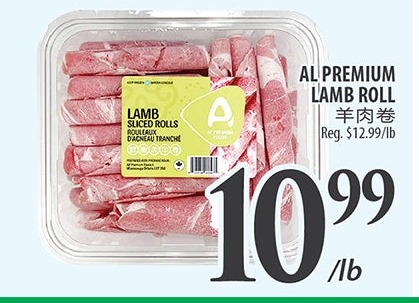 AL PREMIUM
LAMB ROLL
羊肉卷
Reg. $12.99/lb
10.99
/lb
LAMB
SLICED ROLLS
ROULEAUX
D'AGNEAU TRANCHÉ
AL PREMIUM